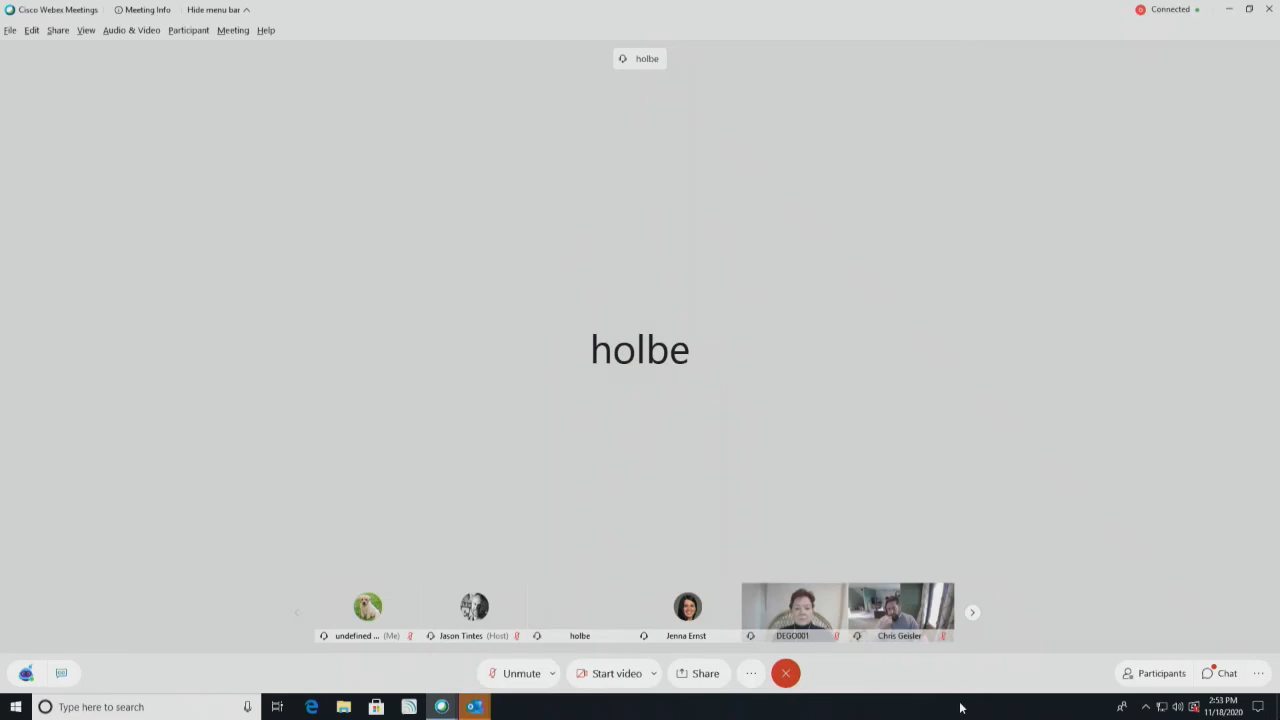 Cisco Webex Meetings Meeting Info Hide menu bar Connected
File Edit Share View Audio & Video Participant Meeting Help
holbe
holbe
undefined ... (Me) Jason Tintes (Host) holbe Jenna Ernst DEGO001 Chris Geisler
Unmute Start video Share ... Participants Chat ...
Type here to search
2:53 PM
11/18/2020